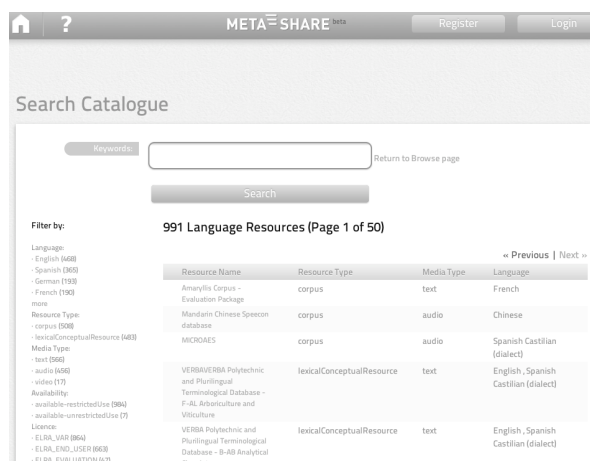 ?
META SHARE beta
Register
Login
Search Catalogue
Keywords:
Return to Browse page
Search
Filter by:
Language:
· English (468)
· Spanish (365)
· German (193)
· French (190)
more
Resource Type:
· corpus (508)
· lexicalConceptualResource (483)
Media Type:
· text (566)
· audio (456)
· video (17)
Availability:
· available-restrictedUse (984)
· available-unrestrictedUse (7)
Licence:
· ELRA_VAR (864)
· ELRA_END_USER (663)
· ELRA_EVALUATION (47)
991 Language Resources (Page 1 of 50)
« Previous | Next »
Resource Name Resource Type Media Type Language
Amaryllis Corpus - corpus text French
Evaluation Package
Mandarin Chinese Speecon corpus audio Chinese
database
MICROAES corpus audio Spanish Castilian
(dialect)
VERBAVERBA Polytechnic lexicalConceptualResource text English , Spanish
and Plurilingual Castilian (dialect)
Terminological Database -
F-AL Arboriculture and
Viticulture
VERBA Polytechnic and lexicalConceptualResource text English , Spanish
Plurilingual Terminological Castilian (dialect)
Database - B-AB Analytical